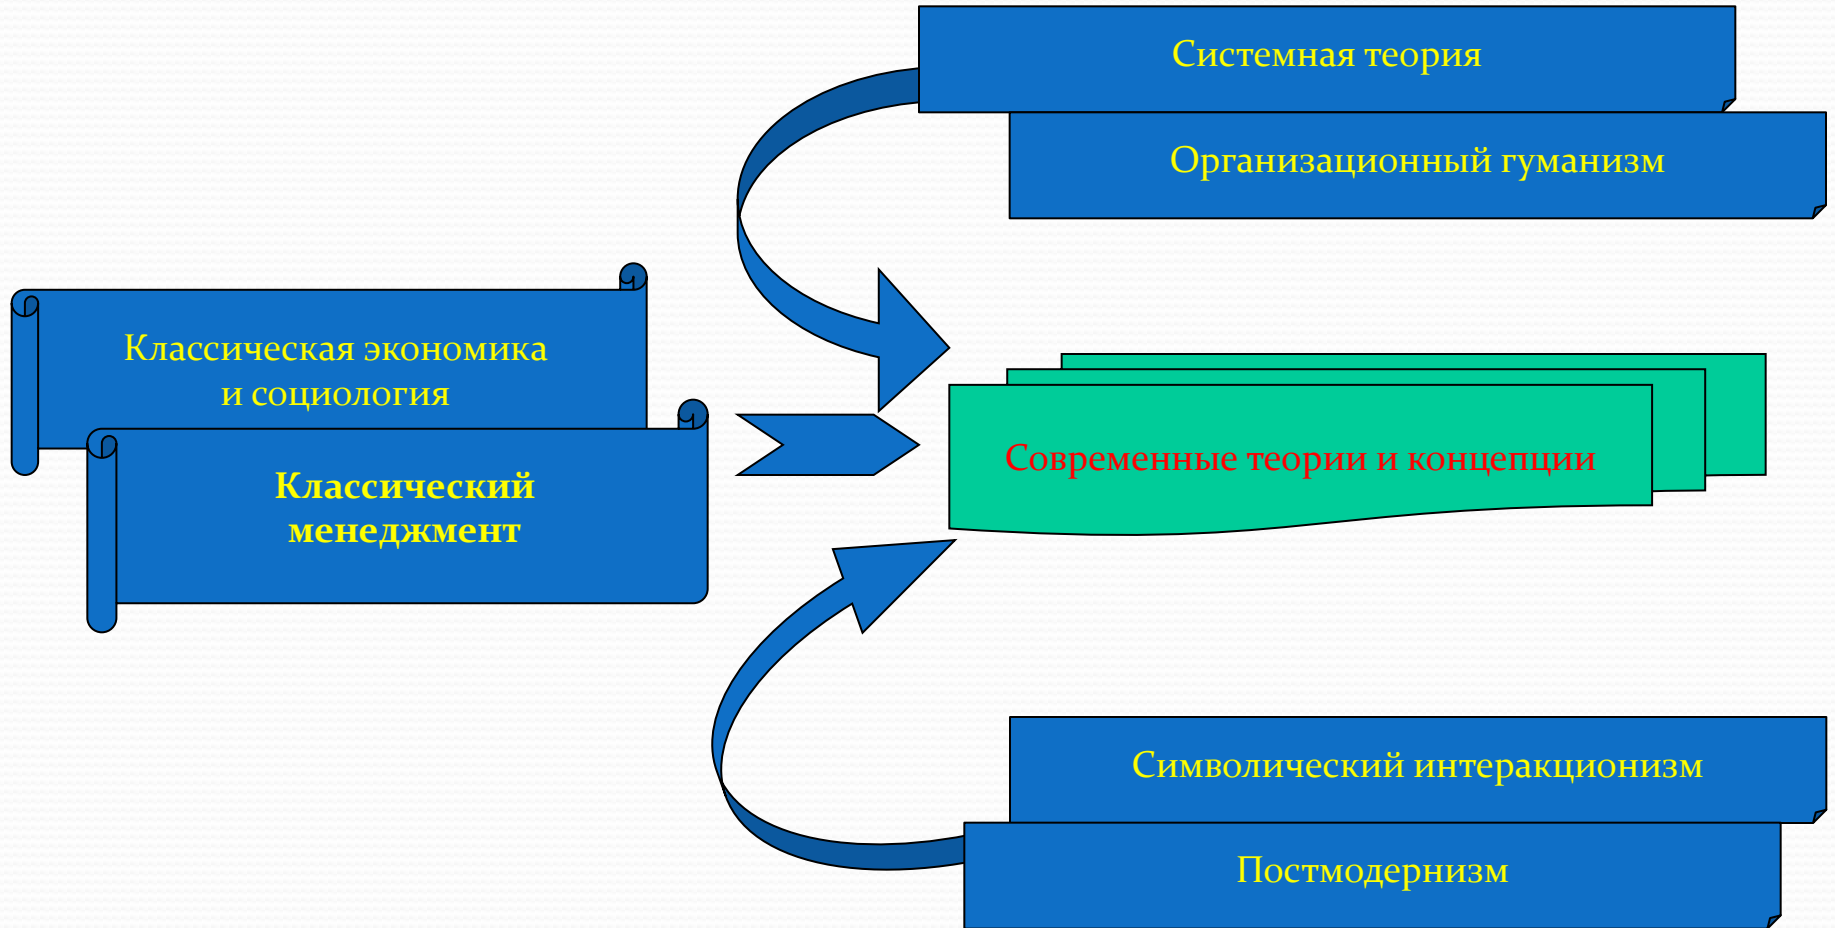 Системная теория
Организационный гуманизм
Классическая экономика
и социология
Классический
менеджмент
Современные теории и концепции
Символический интеракционизм
Постмодернизм